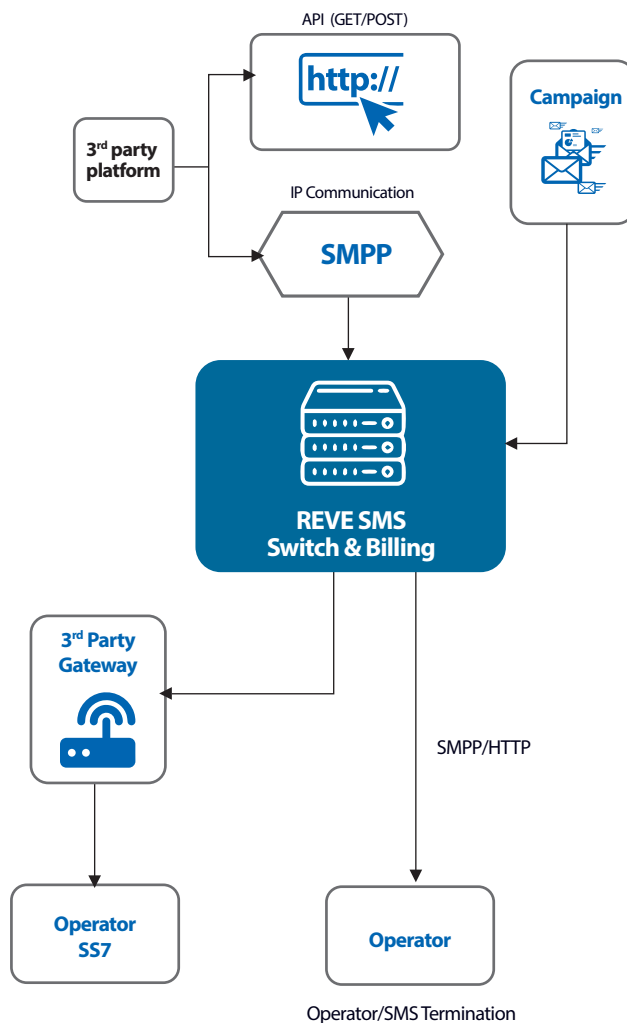 API (GET/POST)
http://
Campaign
3rd party
platform
IP Communication
SMPP
REVE SMS
Switch & Billing
3rd Party
Gateway
SMPP/HTTP
Operator
SS7
Operator
Operator/SMS Termination